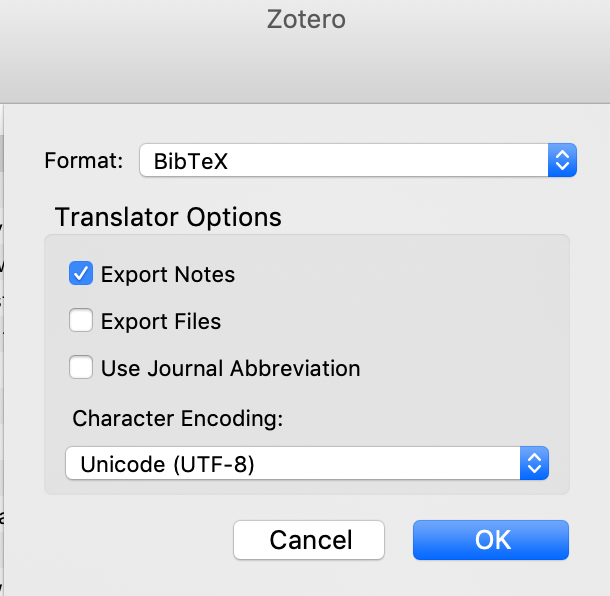 Zotero
Format: BibTeX
Translator Options
Export Notes
Export Files
Use Journal Abbreviation
Character Encoding:
Unicode (UTF-8)
Cancel OK